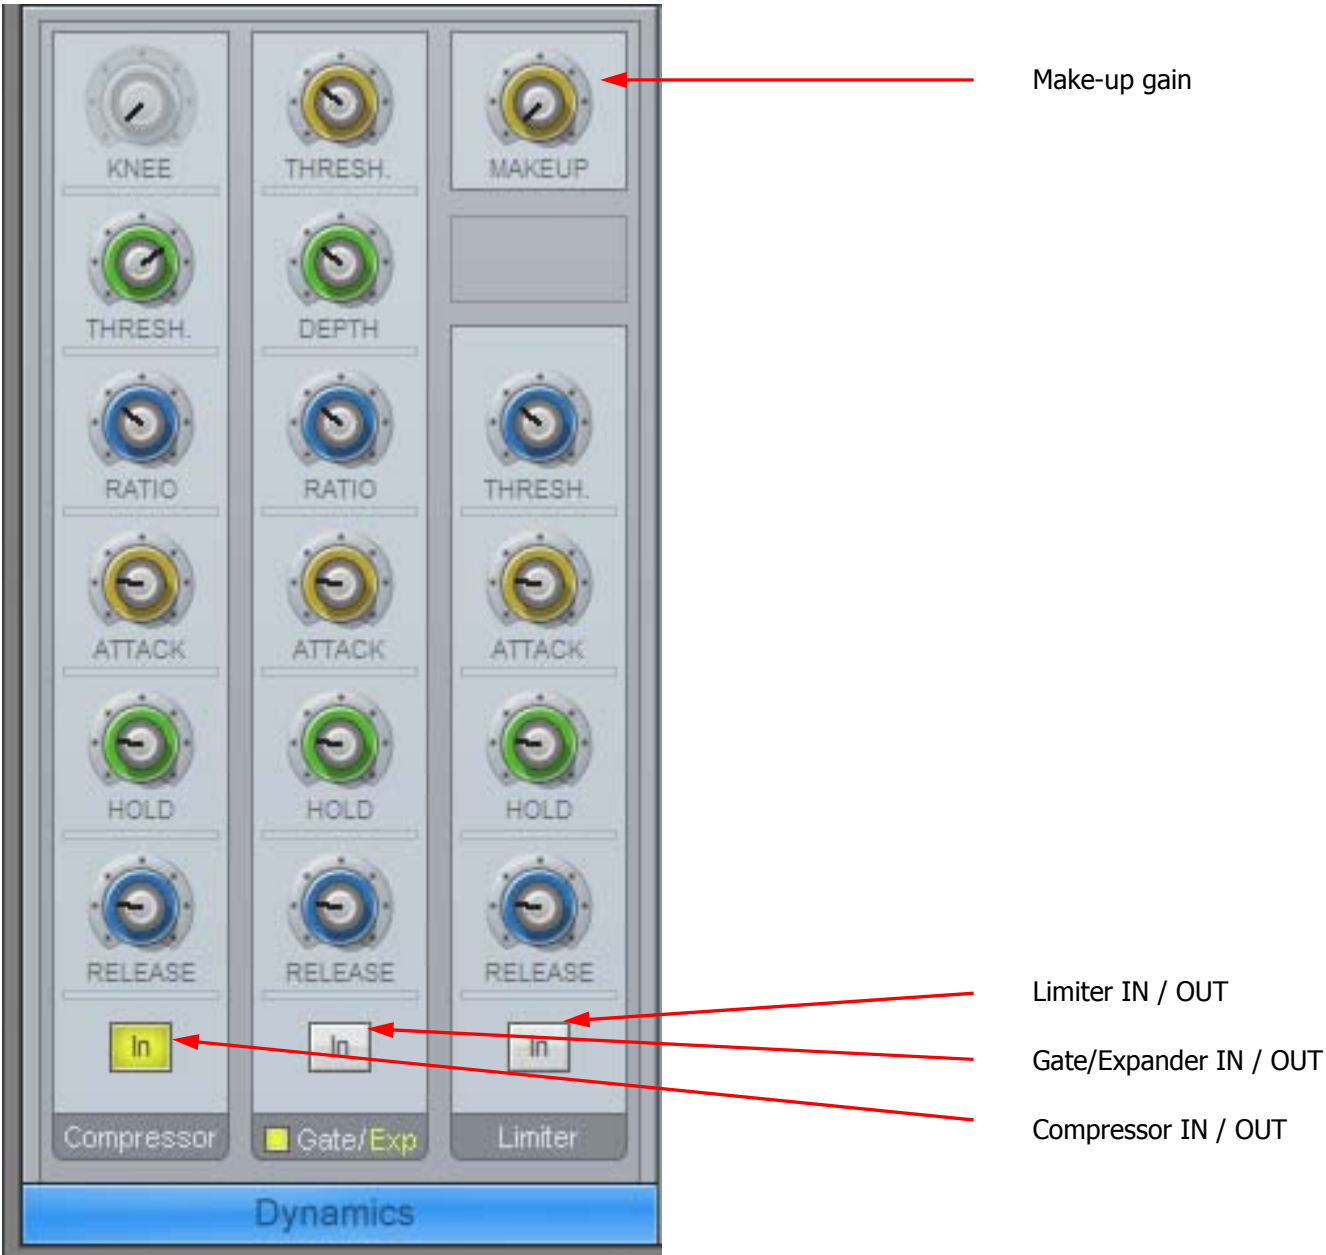 KNEE
THRESH.
MAKEUP
Make-up gain
THRESH.
DEPTH
RATIO
RATIO
THRESH.
ATTACK
ATTACK
ATTACK
HOLD
HOLD
HOLD
RELEASE
RELEASE
RELEASE
In
In
In
Limiter IN / OUT
Gate/Expander IN / OUT
Compressor IN / OUT
Compressor
Gate/Exp
Limiter
Dynamics